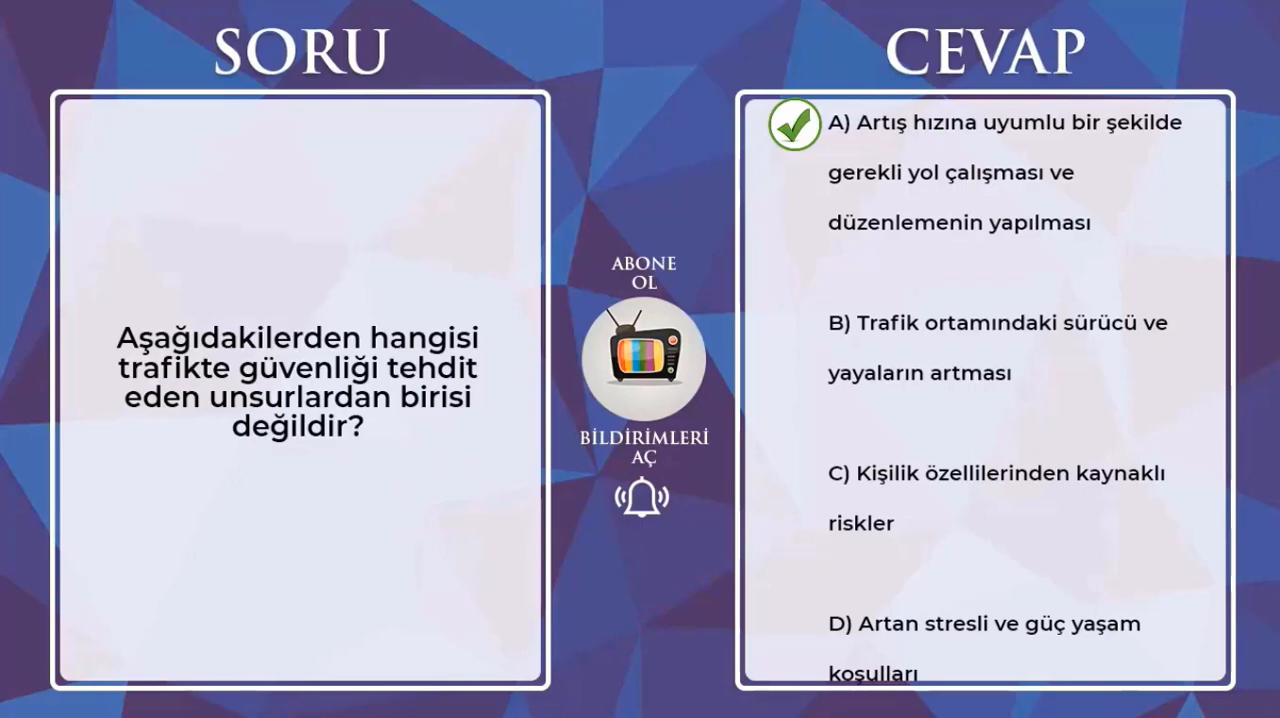 SORU
Aşağıdakilerden hangisi
trafikte güvenliği tehdit
eden unsurlardan birisi
değildir?
ABONE
OL
BİLDİRİMLERİ
AÇ
CEVAP
A) Artış hızına uyumlu bir şekilde
gerekli yol çalışması ve
düzenlemenin yapılması
B) Trafik ortamındaki sürücü ve
yayaların artması
C) Kişilik özellilerinden kaynaklı
riskler
D) Artan stresli ve güç yaşam
koşulları